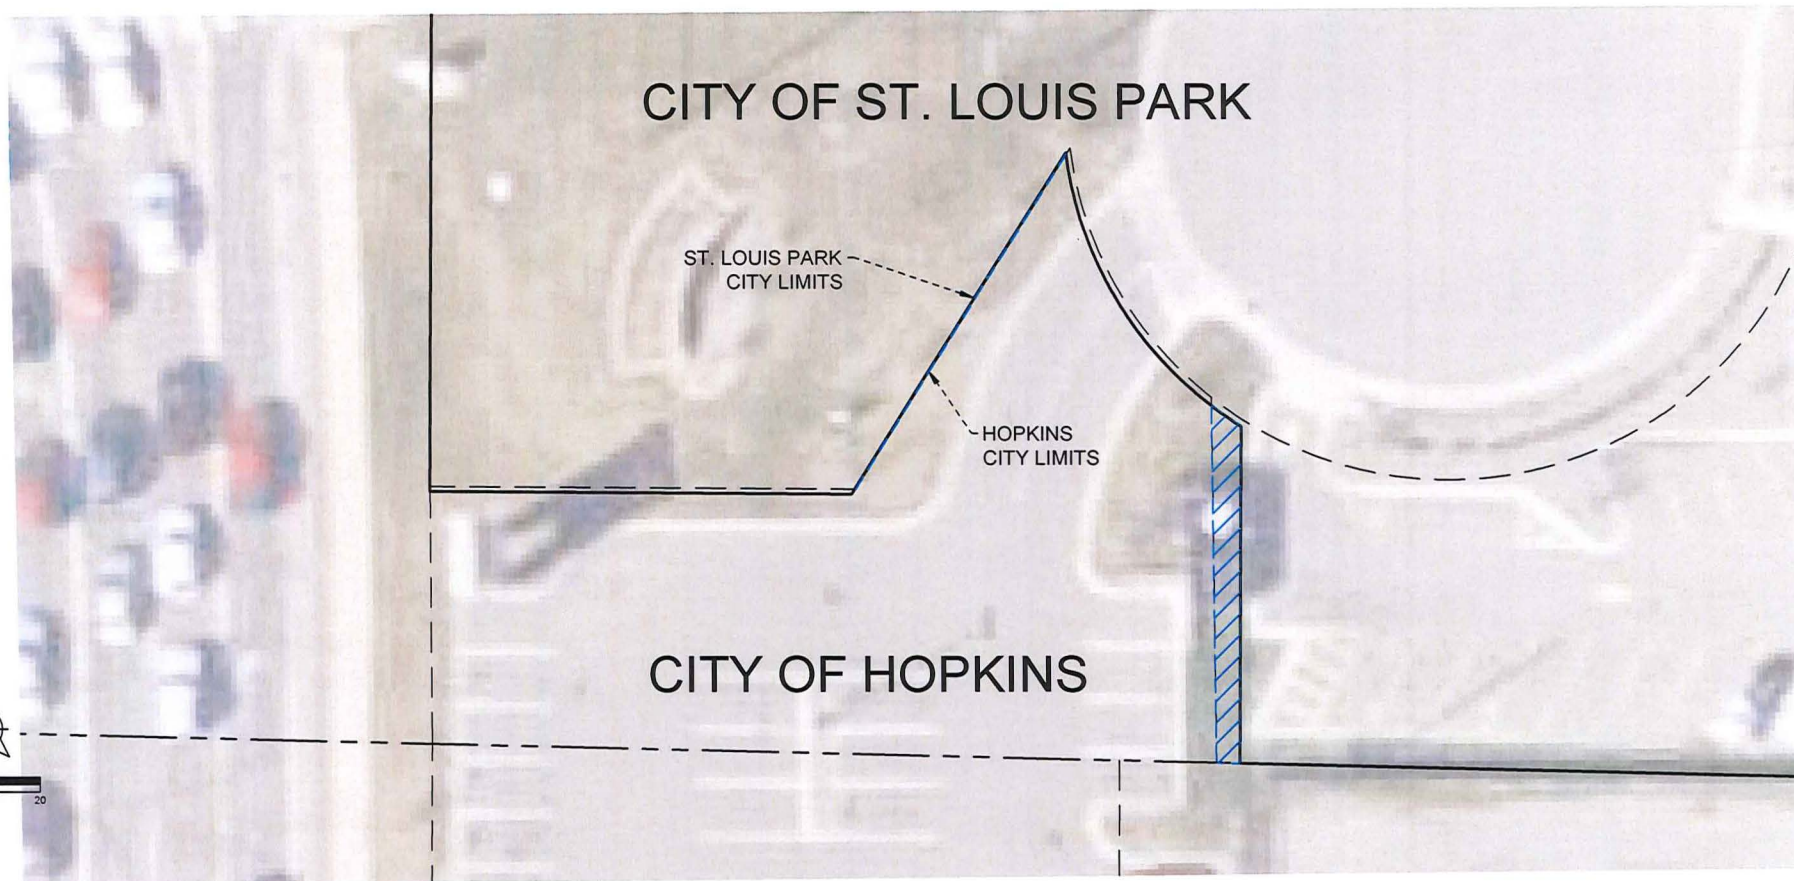 CITY OF ST. LOUIS PARK
ST. LOUIS PARK
CITY LIMITS
HOPKINS
CITY LIMITS
CITY OF HOPKINS
20